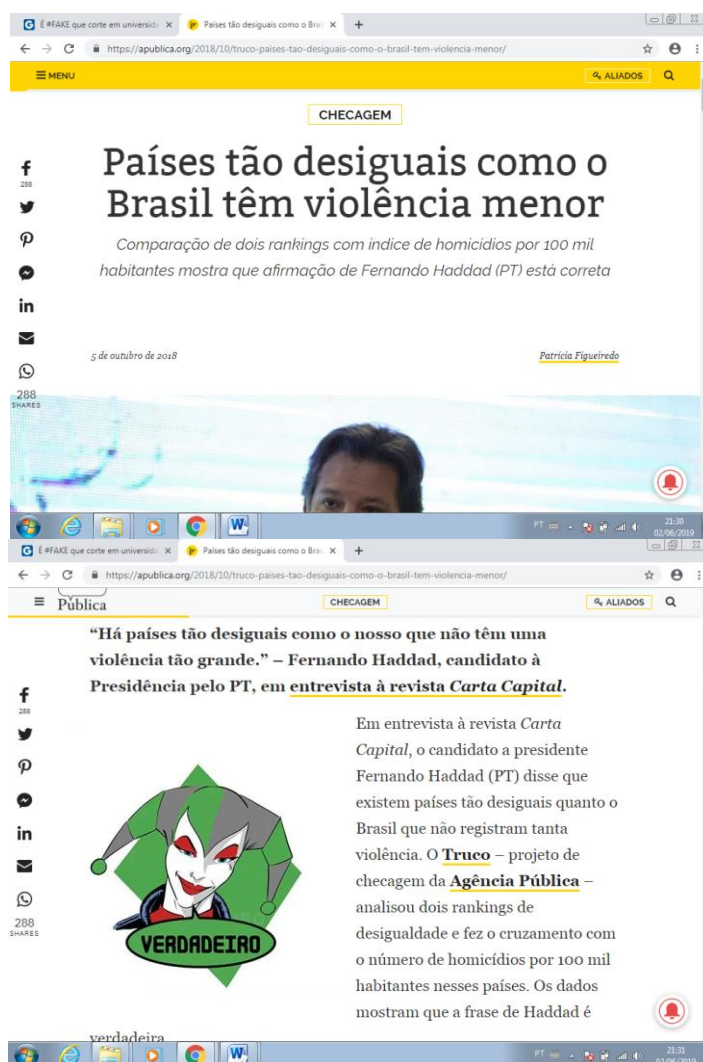 É #FAKE que corte em universida
Países tão desiguais como o Bras
https://apublica.org/2018/10/truco-paises-tao-desiguais-como-o-brasil-tem-violencia-menor/
MENU
ALIADOS
CHECAGEM
Países tão desiguais como o
Brasil têm violência menor
Comparação de dois rankings com indice de homicidios por 100 mil
habitantes mostra que afirmação de Fernando Haddad (PT) está correta
288
5 de outubro de 2018
Patrícia Figueiredo
288
SHARES
PT
21:30
02/06/2019
É #FAKE que corte em universida
Países tão desiguais como o Bras
https://apublica.org/2018/10/truco-paises-tao-desiguais-como-o-brasil-tem-violencia-menor/
Pública
CHECAGEM
ALIADOS
“Há países tão desiguais como o nosso que não têm uma
violência tão grande.” – Fernando Haddad, candidato à
Presidência pelo PT, em entrevista à revista Carta Capital.
288
Em entrevista à revista Carta
Capital, o candidato a presidente
Fernando Haddad (PT) disse que
existem países tão desiguais quanto o
Brasil que não registram tanta
violência. O Truco – projeto de
checagem da Agência Pública –
analisou dois rankings de
desigualdade e fez o cruzamento com
o número de homicídios por 100 mil
habitantes nesses países. Os dados
mostram que a frase de Haddad é
verdadeira
VERDADEIRO
288
SHARES
PT
21:31
02/06/2019